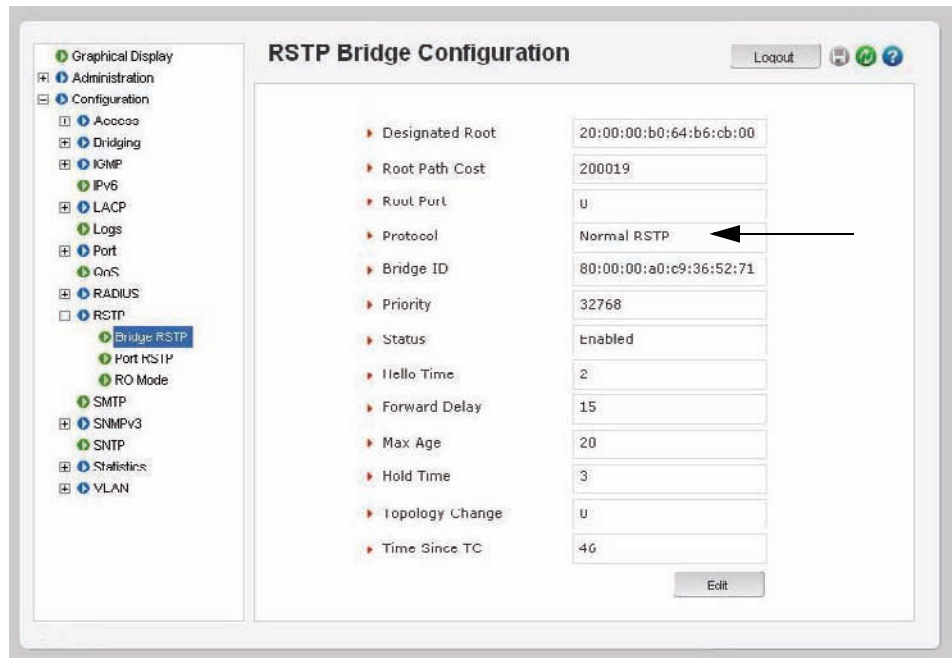 RSTP Bridge Configuration
Logout
Graphical Display
Administration
Configuration
Access
Bridging
IGMP
IPv6
LACP
Logs
Port
QoS
RADIUS
RSTP
Bridge RSTP
Port RSTP
RO Mode
SMTP
SNMPv3
SNTP
Statistics
VLAN
Designated Root 20:00:00:b0:64:b6:cb:00
Root Path Cost 200019
Root Port 0
Protocol Normal RSTP
Bridge ID 80:00:00:a0:c9:36:52:71
Priority 32768
Status Enabled
Hello Time 2
Forward Delay 15
Max Age 20
Hold Time 3
Topology Change 0
Time Since TC 46
Edit